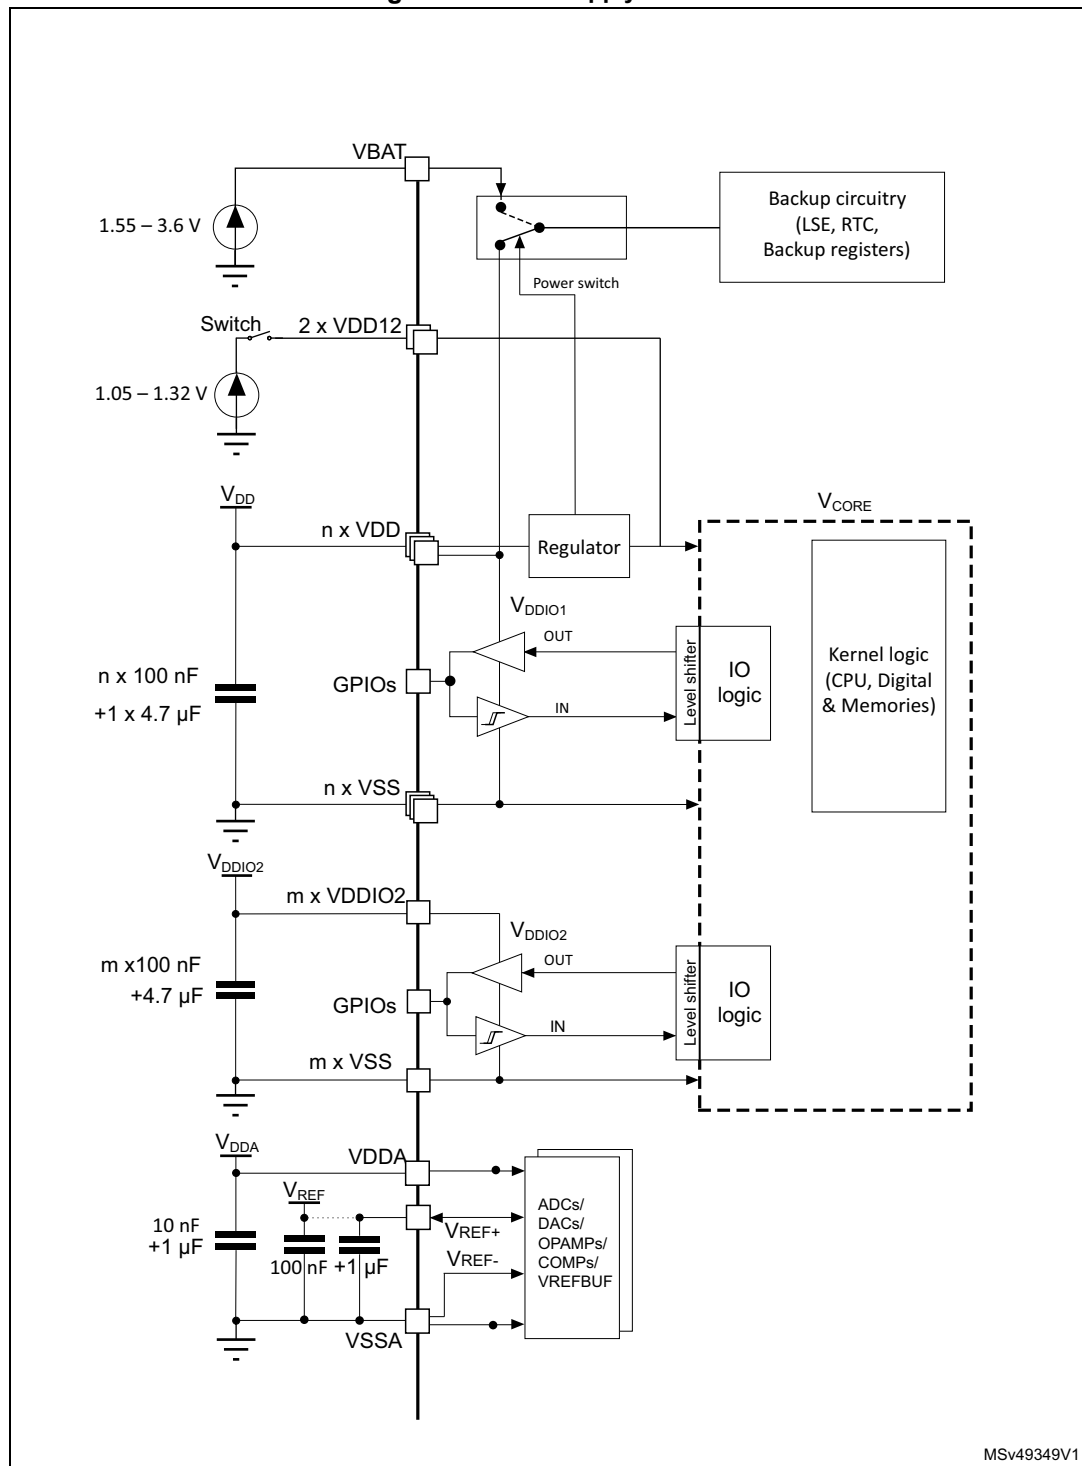 VBAT
1.55 – 3.6 V
Backup circuitry
(LSE, RTC,
Backup registers)
Power switch
Switch
2 x VDD12
1.05 – 1.32 V
VDD
n x VDD
Regulator
VCORE
VDDIO1
OUT
n x 100 nF
+1 x 4.7 µF
GPIOs
IN
Level shifter
IO
logic
Kernel logic
(CPU, Digital
& Memories)
n x VSS
VDDIO2
m x VDDIO2
VDDIO2
OUT
m x100 nF
+4.7 µF
GPIOs
IN
Level shifter
IO
logic
m x VSS
VDDA
VDDA
VREF
10 nF
+1 µF
100 nF
+1 µF
VREF+
VREF-
ADCs/
DACs/
OPAMPs/
COMPs/
VREFBUF
VSSA
MSv49349V1